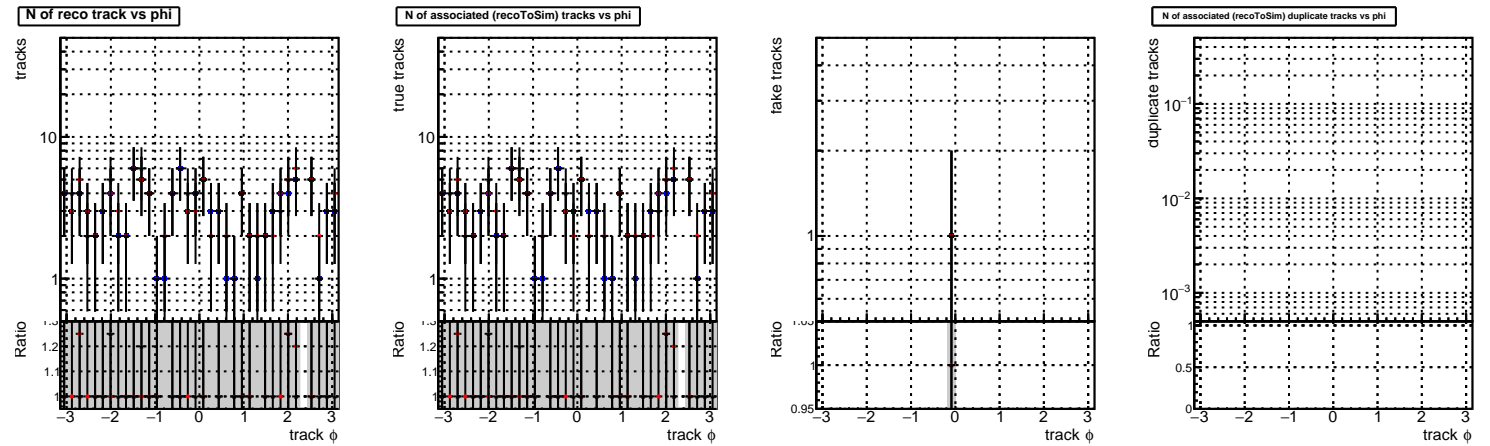 N of reco track vs phi
tracks
10
1
Ratio
1.3
1.2
1.1
1
−3 −2 −1 0 1 2 3
track ϕ
N of associated (recoToSim) tracks vs phi
true tracks
10
1
Ratio
1.3
1.2
1.1
1
−3 −2 −1 0 1 2 3
track ϕ
fake tracks
1
Ratio
1.05
1
0.95
−3 −2 −1 0 1 2 3
track ϕ
N of associated (recoToSim) duplicate tracks vs phi
duplicate tracks
10−1
10−2
10−3
Ratio
1
0.5
0
−3 −2 −1 0 1 2 3
track ϕ